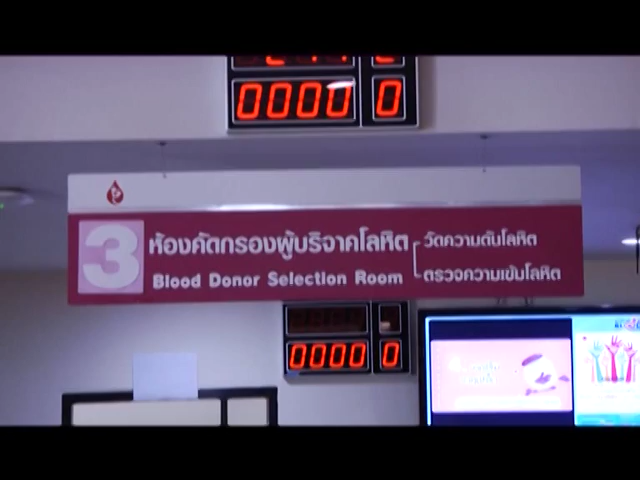 0000 0
3
ห้องคัดกรองผู้บริจาคโลหิต
วัดความดันโลหิต
Blood Donor Selection Room
ตรวจความเข้มโลหิต
0000 0